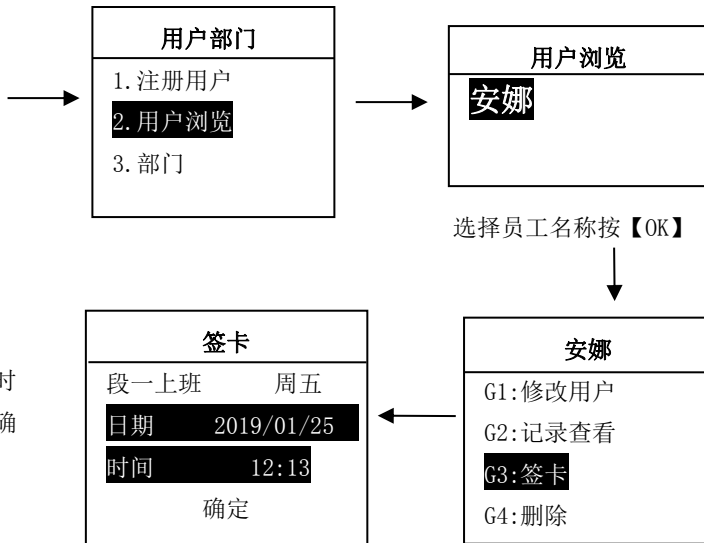 用户部门
1.注册用户
2.用户浏览
3.部门
用户浏览
安娜
选择员工名称按【OK】
安娜
G1:修改用户
G2:记录查看
G3:签卡
G4:删除
签卡
段一上班 周五
日期 2019/01/25
时间 12:13
确定
时
确